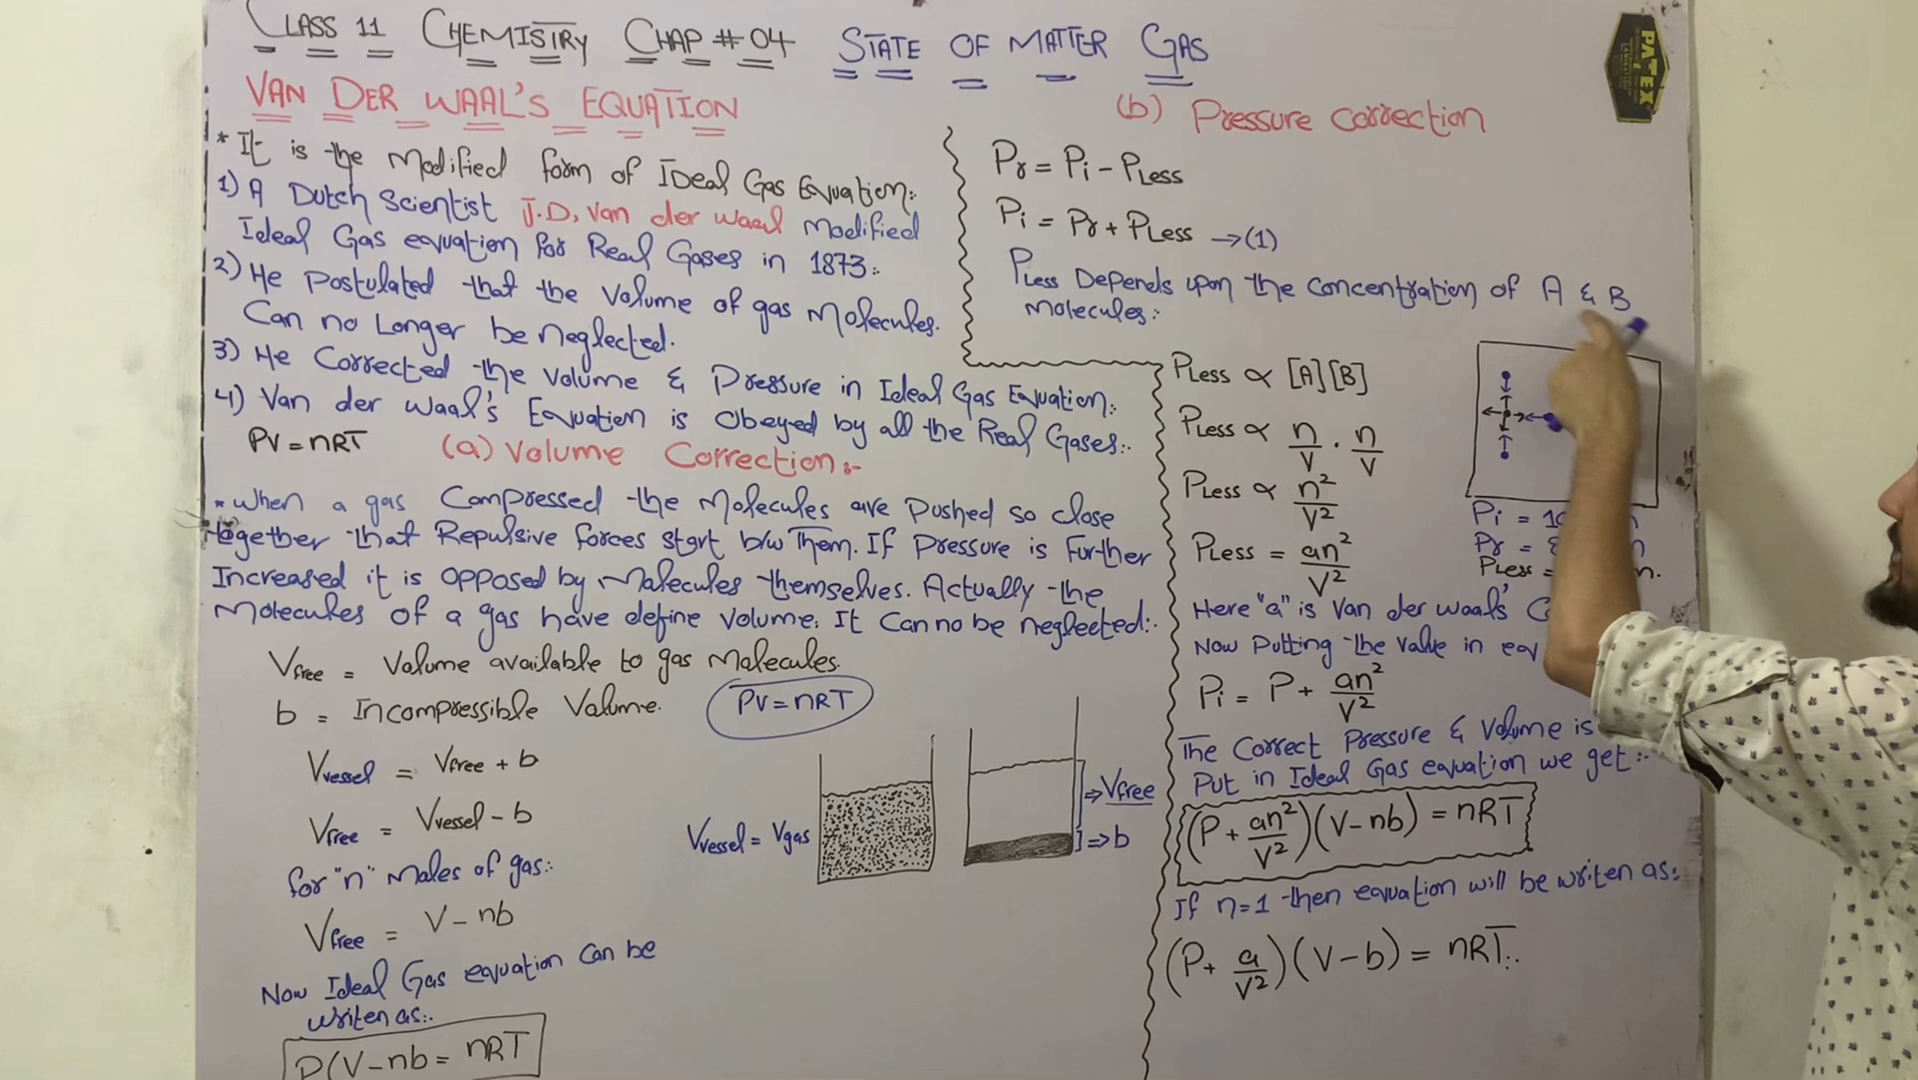 CLASS 11 CHEMISTRY CHAP # 04 STATE OF MATTER GAS
VAN DER WAAL'S EQUATION
* It is the Modified form of IDeal Gas Equation:
1) A Dutch Scientist J.D. Van der waal modified
Ideal Gas equation for Real Gases in 1873:
2) He Postulated that the Volume of gas Molecules
Can no Longer be neglected.
3) He Corrected the Volume & Pressure in Ideal Gas Equation:
4) Van der waal's Equation is Obeyed by all the Real Gases:.
PV = nRT (a) Volume Correction:-
* When a gas Compressed the Molecules are Pushed so close
together that Repulsive forces start b/w Them. If Pressure is Further
Increased it is opposed by Molecules themselves. Actually the
Molecules of a gas have define Volume: It Can no be neglected:.
Vfree = Volume available to gas Molecules.
b = Incompressible Volume. PV = nRT
Vvessel = Vfree + b
Vfree = Vvessel - b
for "n" Moles of gas:.
Vfree = V - nb
Now Ideal Gas equation Can be
writen as:.
P(V - nb = nRT
Vvessel = Vgas
=> Vfree
=> b
(b) Pressure correction
Pr = Pi - PLess
Pi = Pr + PLess → (1)
PLess Depends upon the concentration of A & B
molecules:
PLess ∝ [A][B]
PLess ∝ n/V . n/V
PLess ∝ n²/V²
PLess = an²/V²
Here "a" is Van der waal's
Now Putting the value in eq
Pi = P + an²/V²
The Correct Pressure & Volume is
Put in Ideal Gas equation we get:.
(P + an²/V²)(V - nb) = nRT
If n=1 then equation will be writen as:
(P + a/V²)(V - b) = nRT:.
Pi =
Pr =
PLess =
PATEX